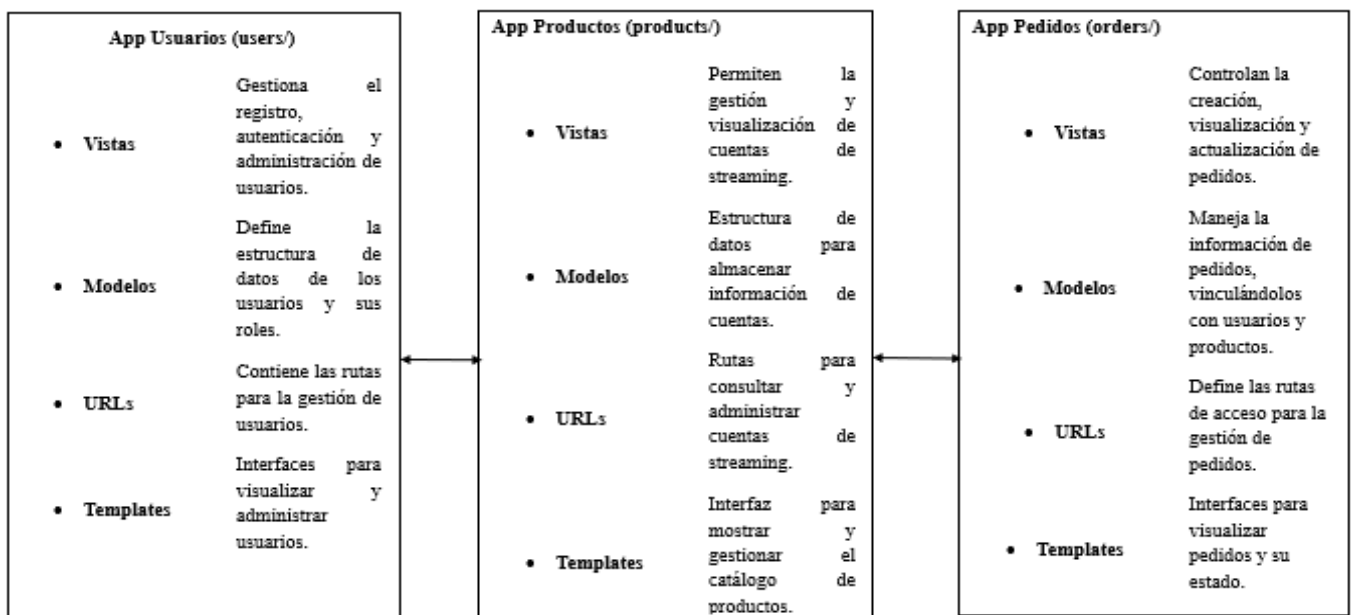 App Usuarios (users/)
• Vistas
Gestiona el
registro,
autenticación y
administración de
usuarios.
• Modelos
Define la
estructura de
datos de los
usuarios y sus
roles.
• URLs
Contiene las rutas
para la gestión de
usuarios.
• Templates
Interfaces para
visualizar y
administrar
usuarios.
App Productos (products/)
• Vistas
Permiten la
gestión y
visualización de
cuentas de
streaming.
• Modelos
Estructura de
datos para
almacenar
información de
cuentas.
• URLs
Rutas para
consultar y
administrar
cuentas de
streaming.
• Templates
Interfaz para
mostrar y
gestionar el
catálogo de
productos.
App Pedidos (orders/)
• Vistas
Controlan la
creación,
visualización y
actualización de
pedidos.
• Modelos
Maneja la
información de
pedidos,
vinculándolos
con usuarios y
productos.
• URLs
Define las rutas
de acceso para la
gestión de
pedidos.
• Templates
Interfaces para
visualizar
pedidos y su
estado.